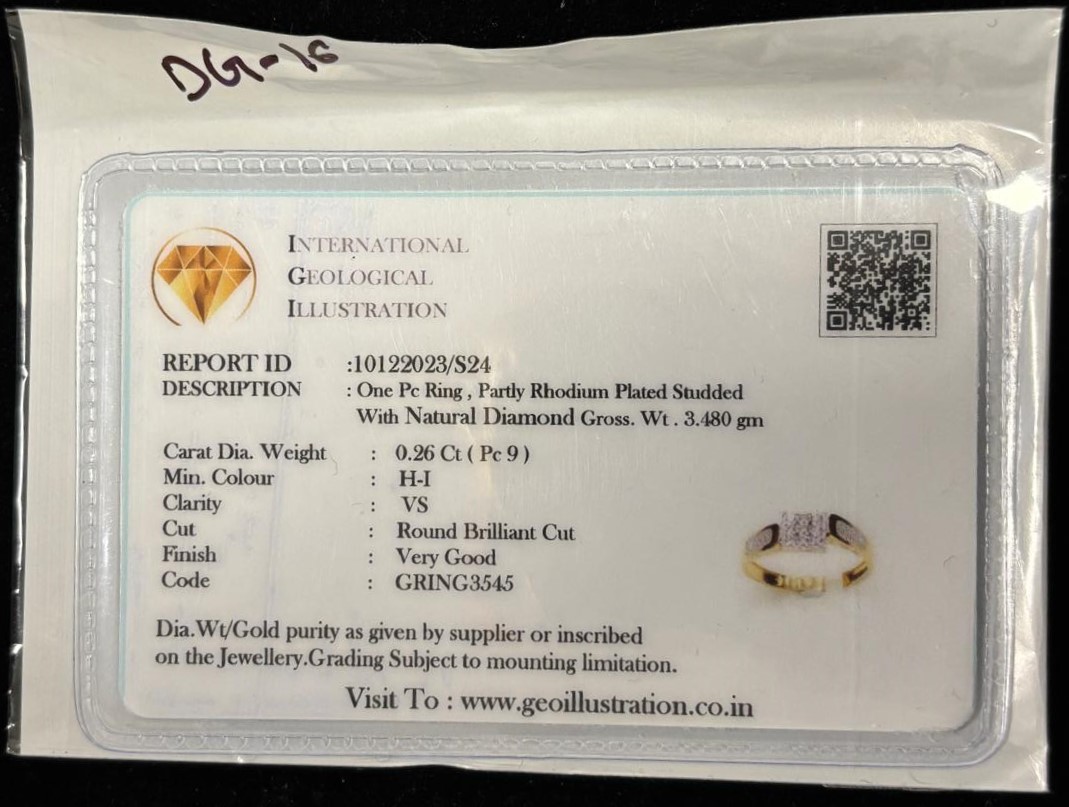 DG-16
INTERNATIONAL
GEOLOGICAL
ILLUSTRATION
REPORT ID :10122023/S24
DESCRIPTION : One Pc Ring , Partly Rhodium Plated Studded
With Natural Diamond Gross. Wt . 3.480 gm
Carat Dia. Weight : 0.26 Ct ( Pc 9 )
Min. Colour : H-I
Clarity : VS
Cut : Round Brilliant Cut
Finish : Very Good
Code : GRING3545
Dia.Wt/Gold purity as given by supplier or inscribed
on the Jewellery.Grading Subject to mounting limitation.
Visit To : www.geoillustration.co.in